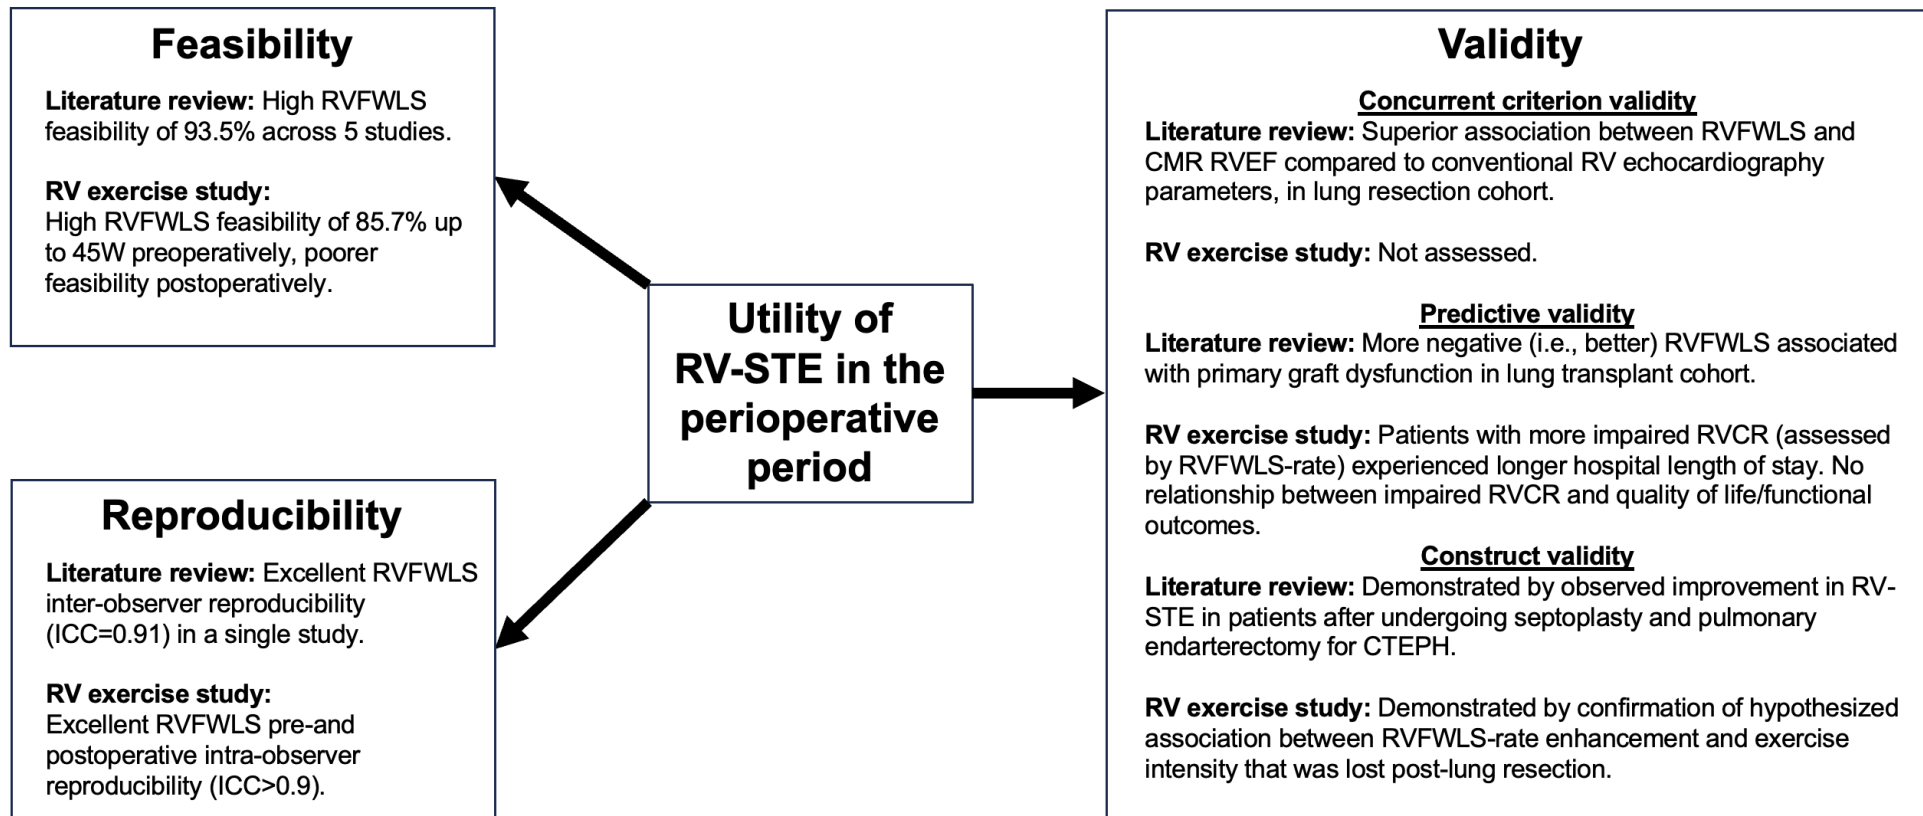 Feasibility
Literature review: High RVFWLS
feasibility of 93.5% across 5 studies.
RV exercise study:
High RVFWLS feasibility of 85.7% up
to 45W preoperatively, poorer
feasibility postoperatively.
Reproducibility
Literature review: Excellent RVFWLS
inter-observer reproducibility
(ICC=0.91) in a single study.
RV exercise study:
Excellent RVFWLS pre-and
postoperative intra-observer
reproducibility (ICC>0.9).
Utility of
RV-STE in the
perioperative
period
Validity
Concurrent criterion validity
Literature review: Superior association between RVFWLS and
CMR RVEF compared to conventional RV echocardiography
parameters, in lung resection cohort.
RV exercise study: Not assessed.
Predictive validity
Literature review: More negative (i.e., better) RVFWLS associated
with primary graft dysfunction in lung transplant cohort.
RV exercise study: Patients with more impaired RVCR (assessed
by RVFWLS-rate) experienced longer hospital length of stay. No
relationship between impaired RVCR and quality of life/functional
outcomes.
Construct validity
Literature review: Demonstrated by observed improvement in RV-
STE in patients after undergoing septoplasty and pulmonary
endarterectomy for CTEPH.
RV exercise study: Demonstrated by confirmation of hypothesized
association between RVFWLS-rate enhancement and exercise
intensity that was lost post-lung resection.